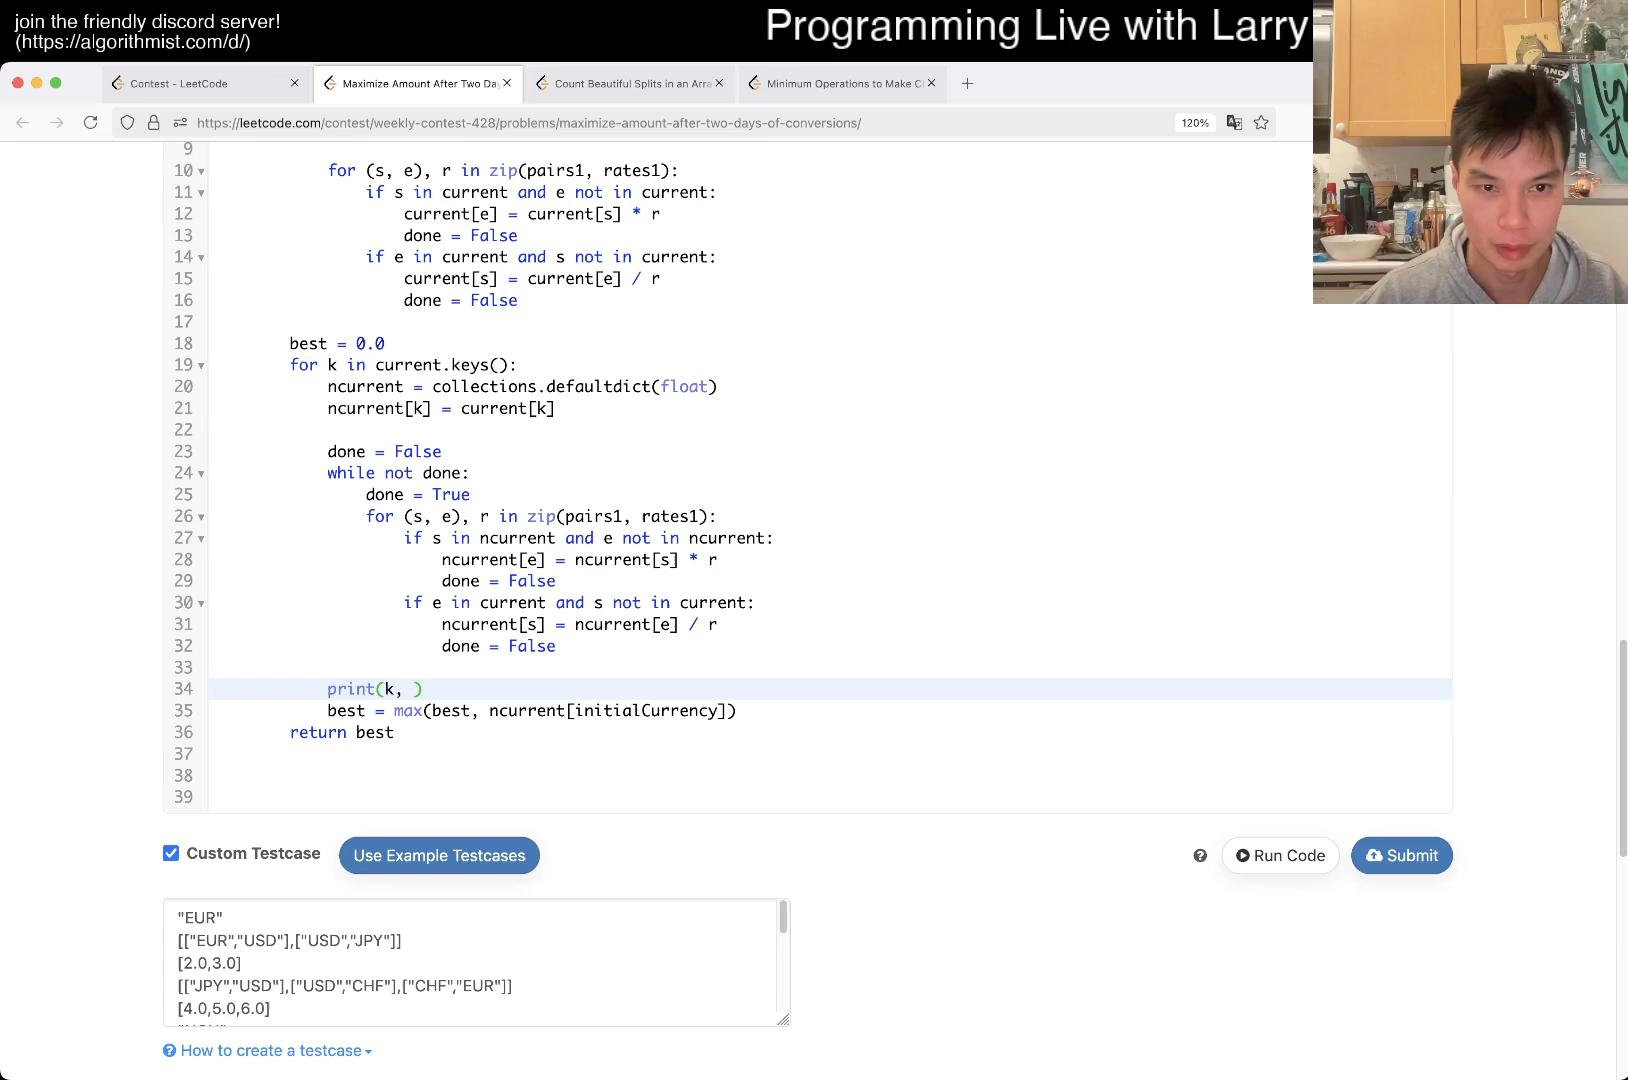 join the friendly discord server!
(https://algorithmist.com/d/)
Programming Live with Larry
Contest - LeetCode
Maximize Amount After Two Da
Count Beautiful Splits in an Arra
Minimum Operations to Make C
https://leetcode.com/contest/weekly-contest-428/problems/maximize-amount-after-two-days-of-conversions/
120%
9
10 for (s, e), r in zip(pairs1, rates1):
11 if s in current and e not in current:
12 current[e] = current[s] * r
13 done = False
14 if e in current and s not in current:
15 current[s] = current[e] / r
16 done = False
17
18 best = 0.0
19 for k in current.keys():
20 ncurrent = collections.defaultdict(float)
21 ncurrent[k] = current[k]
22
23 done = False
24 while not done:
25 done = True
26 for (s, e), r in zip(pairs1, rates1):
27 if s in ncurrent and e not in ncurrent:
28 ncurrent[e] = ncurrent[s] * r
29 done = False
30 if e in current and s not in current:
31 ncurrent[s] = ncurrent[e] / r
32 done = False
33
34 print(k, )
35 best = max(best, ncurrent[initialCurrency])
36 return best
37
38
39
Custom Testcase
Use Example Testcases
Run Code
Submit
"EUR"
[["EUR","USD"],["USD","JPY"]]
[2.0,3.0]
[["JPY","USD"],["USD","CHF"],["CHF","EUR"]]
[4.0,5.0,6.0]
How to create a testcase